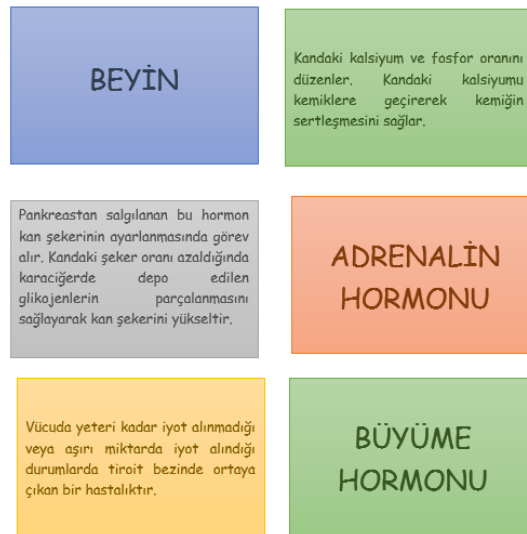 BEYİN
Kandaki kalsiyum ve fosfor oranını
düzenler. Kandaki kalsiyumu
kemiklere geçirerek kemiğin
sertleşmesini sağlar.
Pankreastan salgılanan bu hormon
kan şekerinin ayarlanmasında görev
alır. Kandaki şeker oranı azaldığında
karaciğerde depo edilen
glikojenlerin parçalanmasını
sağlayarak kan şekerini yükseltir.
ADRENALİN
HORMONU
Vücuda yeteri kadar iyot alınmadığı
veya aşırı miktarda iyot alındığı
durumlarda tiroit bezinde ortaya
çıkan bir hastalıktır.
BÜYÜME
HORMONU